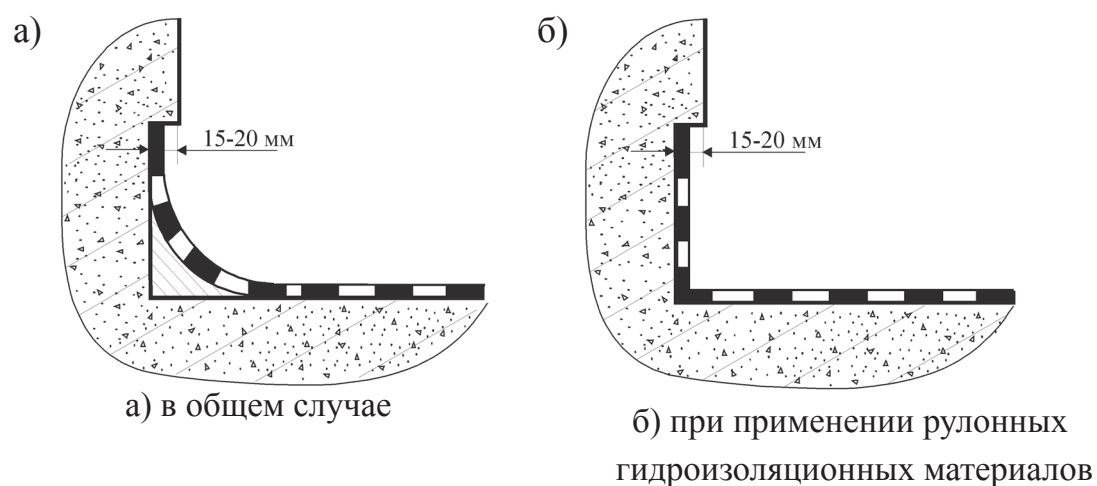 а)
б)
15-20 мм
15-20 мм
а) в общем случае
б) при применении рулонных
гидроизоляционных материалов